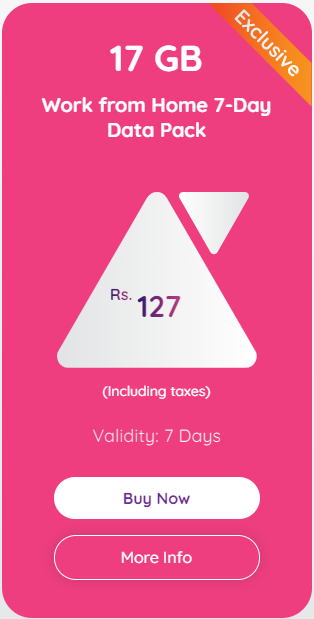 Exclusive
17 GB
Work from Home 7-Day
Data Pack
Rs. 127
(Including taxes)
Validity: 7 Days
Buy Now
More Info